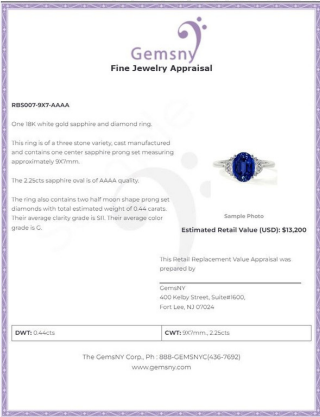 Gemsny
Fine Jewelry Appraisal
RB5007-9X7-AAAA
One 18K white gold sapphire and diamond ring.
This ring is of a three stone variety, cast manufactured
and contains one center sapphire prong set measuring
approximately 9X7mm.
The 2.25cts sapphire oval is of AAAA quality.
The ring also contains two half moon shape prong set
diamonds with total estimated weight of 0.44 carats.
Their average clarity grade is SI1. Their average color
grade is G.
Sample Photo
Estimated Retail Value (USD): $13,200
This Retail Replacement Value Appraisal was
prepared by
GemsNY
400 Kelby Street, Suite#1600,
Fort Lee, NJ 07024
DWT: 0.44cts
CWT: 9X7mm., 2.25cts
The GemsNY Corp., Ph : 888-GEMSNYC(436-7692)
www.gemsny.com